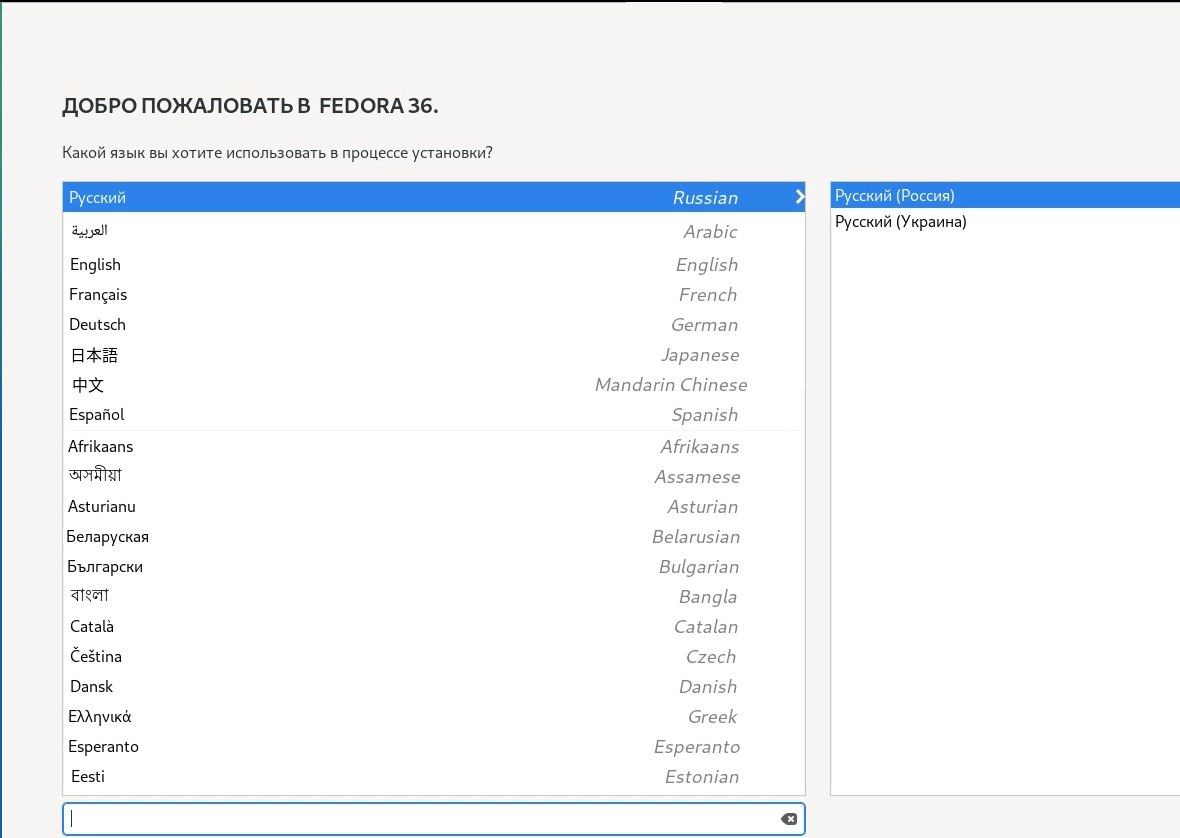 ДОБРО ПОЖАЛОВАТЬ В FEDORA 36.
Какой язык вы хотите использовать в процессе установки?
Русский Russian
العربية Arabic
English English
Français French
Deutsch German
日本語 Japanese
中文 Mandarin Chinese
Español Spanish
Afrikaans Afrikaans
অসমীয়া Assamese
Asturianu Asturian
Беларуская Belarusian
Български Bulgarian
বাংলা Bangla
Català Catalan
Čeština Czech
Dansk Danish
Ελληνικά Greek
Esperanto Esperanto
Eesti Estonian
Русский (Россия)
Русский (Украина)